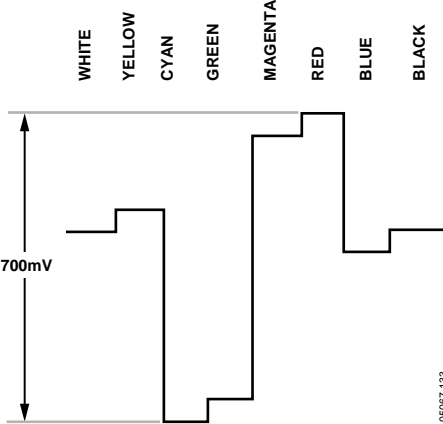 WHITE
YELLOW
CYAN
GREEN
MAGENTA
RED
BLUE
BLACK
700mV